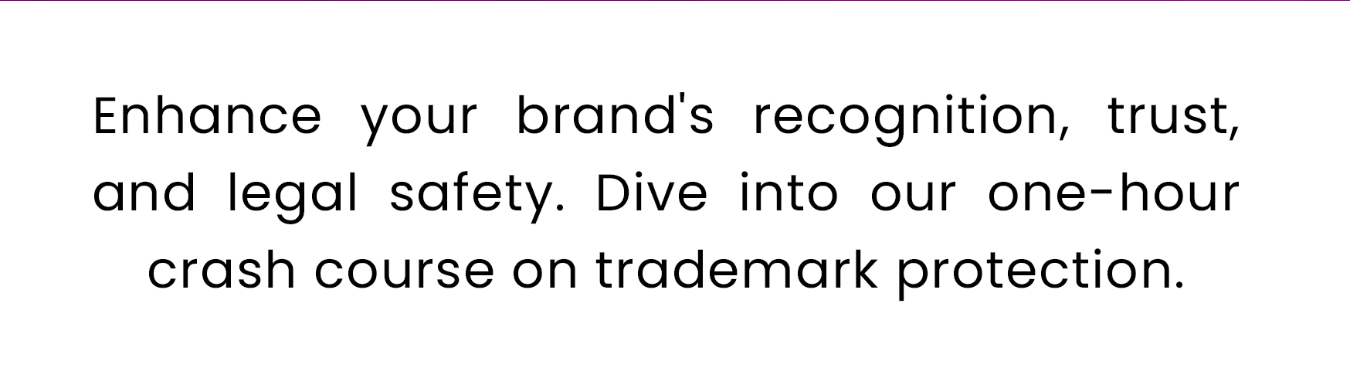 Enhance your brand's recognition, trust,
and legal safety. Dive into our one-hour
crash course on trademark protection.